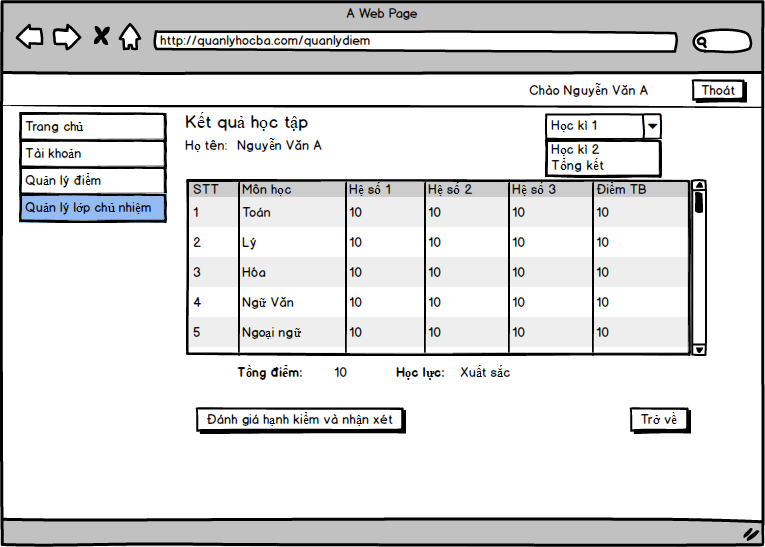 A Web Page
http://quanlyhocba.com/quanlydiem
Chào Nguyễn Văn A
Thoát
Trang chủ
Tài khoản
Quản lý điểm
Quản lý lớp chủ nhiệm
Kết quả học tập
Họ tên: Nguyễn Văn A
Học kì 1
Học kì 2
Tổng kết
STT Môn học Hệ số 1 Hệ số 2 Hệ số 3 Điểm TB
1 Toán 10 10 10 10
2 Lý 10 10 10 10
3 Hóa 10 10 10 10
4 Ngữ Văn 10 10 10 10
5 Ngoại ngữ 10 10 10 10
Tổng điểm: 10 Học lực: Xuất sắc
Đánh giá hạnh kiểm và nhận xét
Trở về